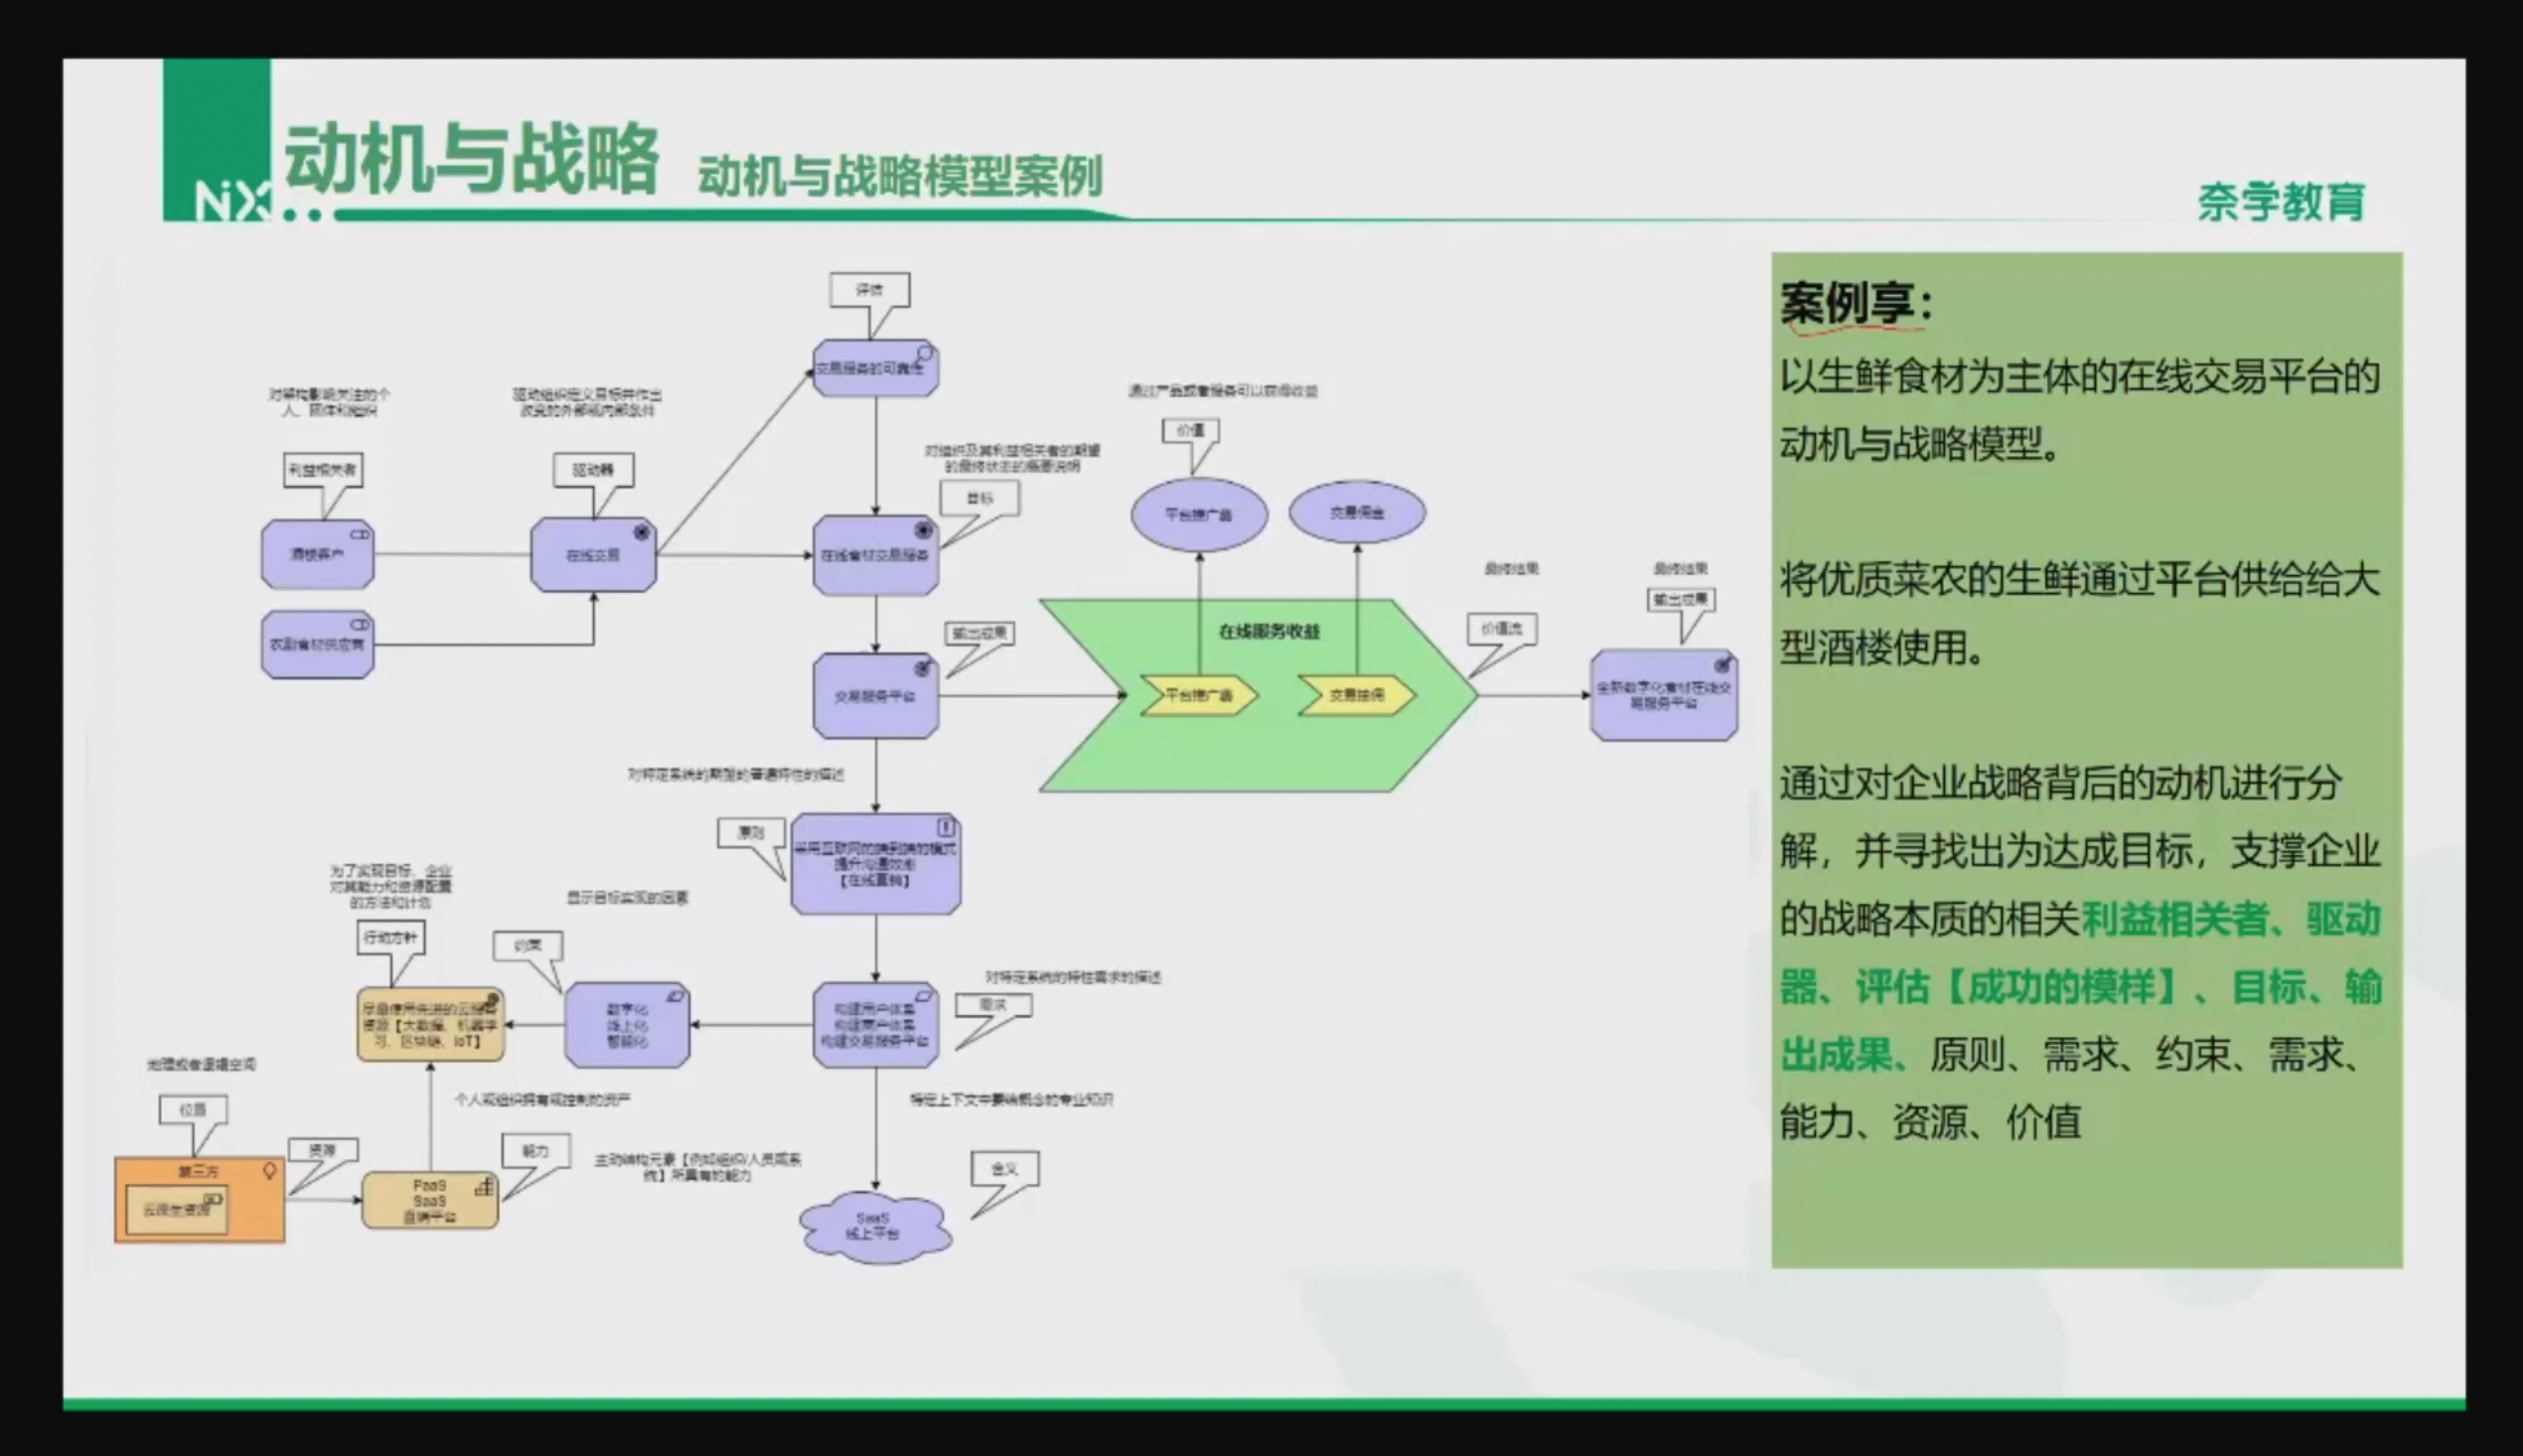 动机与战略 动机与战略模型案例
NX
奈学教育
评估
交易服务的可靠性
对架构影响关注的个
人、团体和组织
驱动组织定义目标并作出
改变的外部或内部条件
利益相关者
驱动器
酒楼客户
在线交易
农副食材供应商
对组织及其利益相关者的期望
的最终状态的概要说明
目标
在线食材交易服务
输出成果
交易服务平台
通过产品或者服务可以获得收益
价值
平台推广
交易佣金
在线服务收益
平台推广
交易抽佣
最终结果
价值流
最终结果
输出成果
全新数字化食材在线交
易服务平台
对特定系统的期望的普遍特性的描述
原则
采用互联网的端到端的模式
提升沟通效率
【在线直销】
为了实现目标，企业
对其能力和资源配置
的方法和计划
显示目标实现的因素
行动方针
约束
对特定系统的特性需求的描述
需求
尽量使用先进的云服务
资源【大数据、机器学
习、区块链、IoT】
数字化
线上化
智能化
构建用户体系
构建商户体系
构建交易服务平台
地理或者逻辑空间
位置
个人或组织拥有或控制的资产
特定上下文中要给概念的专业知识
资源
能力
主动结构元素【例如组织/人员或系
统】所具有的能力
含义
第三方
云原生资源
PaaS
SaaS
直销平台
SaaS
线上平台
案例享：
以生鲜食材为主体的在线交易平台的
动机与战略模型。
将优质菜农的生鲜通过平台供给给大
型酒楼使用。
通过对企业战略背后的动机进行分
解，并寻找出为达成目标，支撑企业
的战略本质的相关利益相关者、驱动
器、评估【成功的模样】、目标、输
出成果、原则、需求、约束、需求、
能力、资源、价值